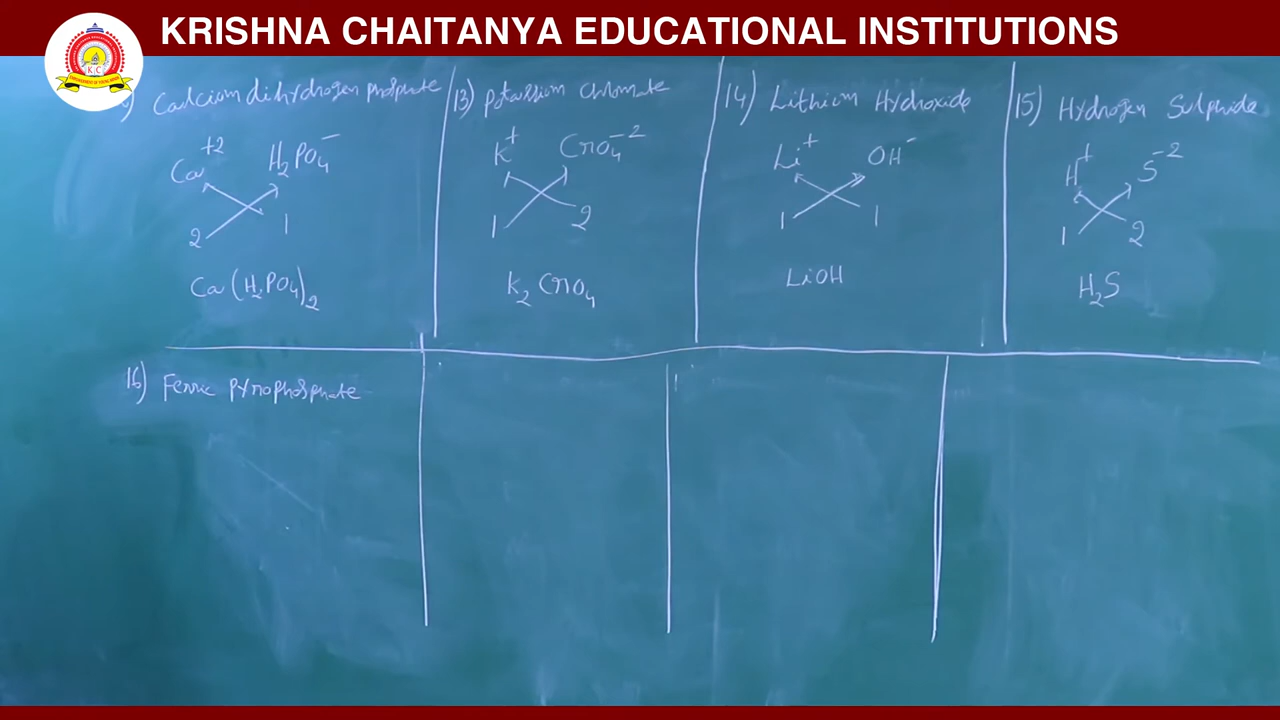 KRISHNA CHAITANYA EDUCATIONAL INSTITUTIONS
K C
) Calcium dihydrogen phosphate
Ca+2 H2PO4-
2 1
Ca(H2PO4)2
13) Potassium Chromate
K+ CrO4-2
1 2
K2CrO4
14) Lithium Hydroxide
Li+ OH-
1 1
LiOH
15) Hydrogen Sulphide
H+ S-2
1 2
H2S
16) Ferric pyrophosphate